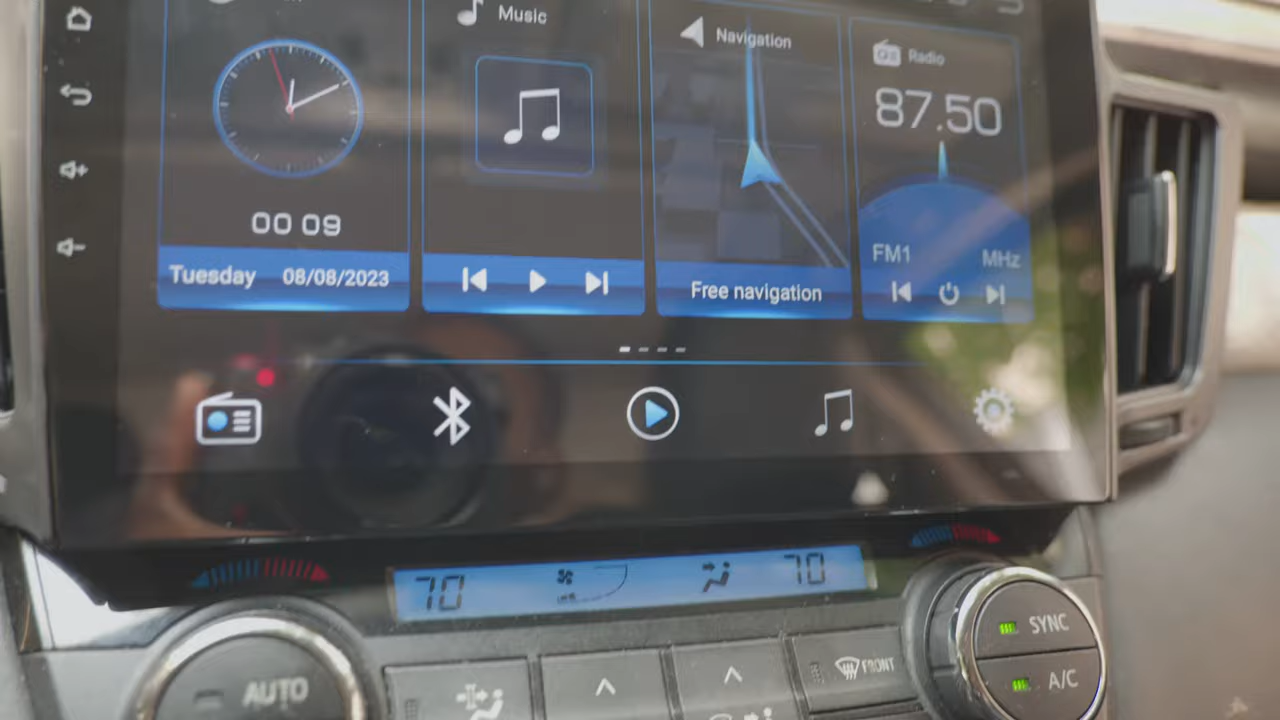 Music
Navigation
Radio
87.50
00 09
FM1
MHz
Tuesday
08/08/2023
Free navigation
70
70
AUTO
FRONT
SYNC
A/C